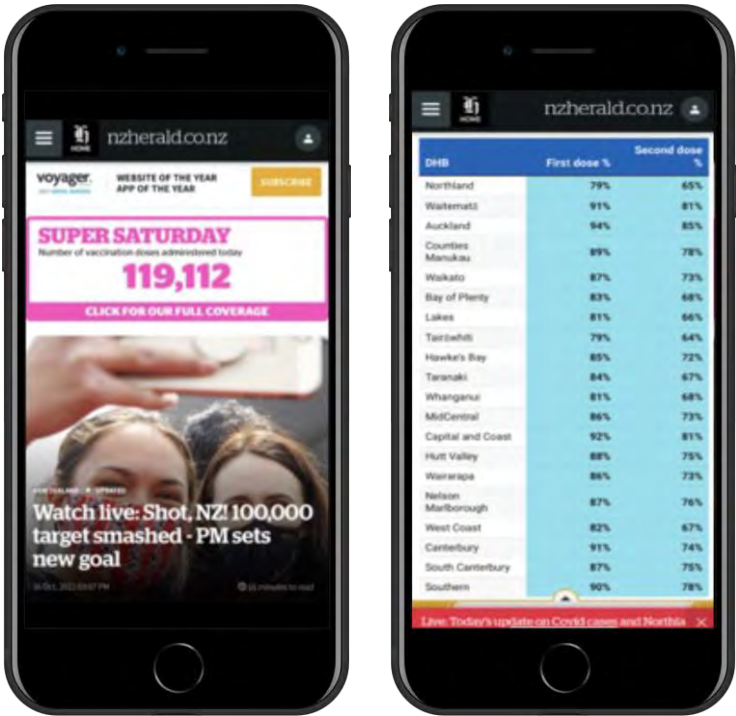 HOME
nzherald.co.nz
voyager.
WEBSITE OF THE YEAR
APP OF THE YEAR
SUBSCRIBE
SUPER SATURDAY
Number of vaccination doses administered today
119,112
CLICK FOR OUR FULL COVERAGE
NEW ZEALAND UPDATED
Watch live: Shot, NZ! 100,000
target smashed - PM sets
new goal
HOME
nzherald.co.nz
DHB First dose % Second dose %
Northland 79% 65%
Waitematā 91% 81%
Auckland 94% 85%
Counties
Manukau 89% 78%
Waikato 87% 73%
Bay of Plenty 83% 68%
Lakes 81% 66%
Tairāwhiti 79% 64%
Hawke's Bay 85% 72%
Taranaki 84% 67%
Whanganui 81% 68%
MidCentral 86% 73%
Capital and Coast 92% 81%
Hutt Valley 88% 75%
Wairarapa 86% 73%
Nelson
Marlborough 87% 76%
West Coast 82% 67%
Canterbury 91% 74%
South Canterbury 87% 75%
Southern 90% 78%
Live: Today's update on Covid cases and Northla